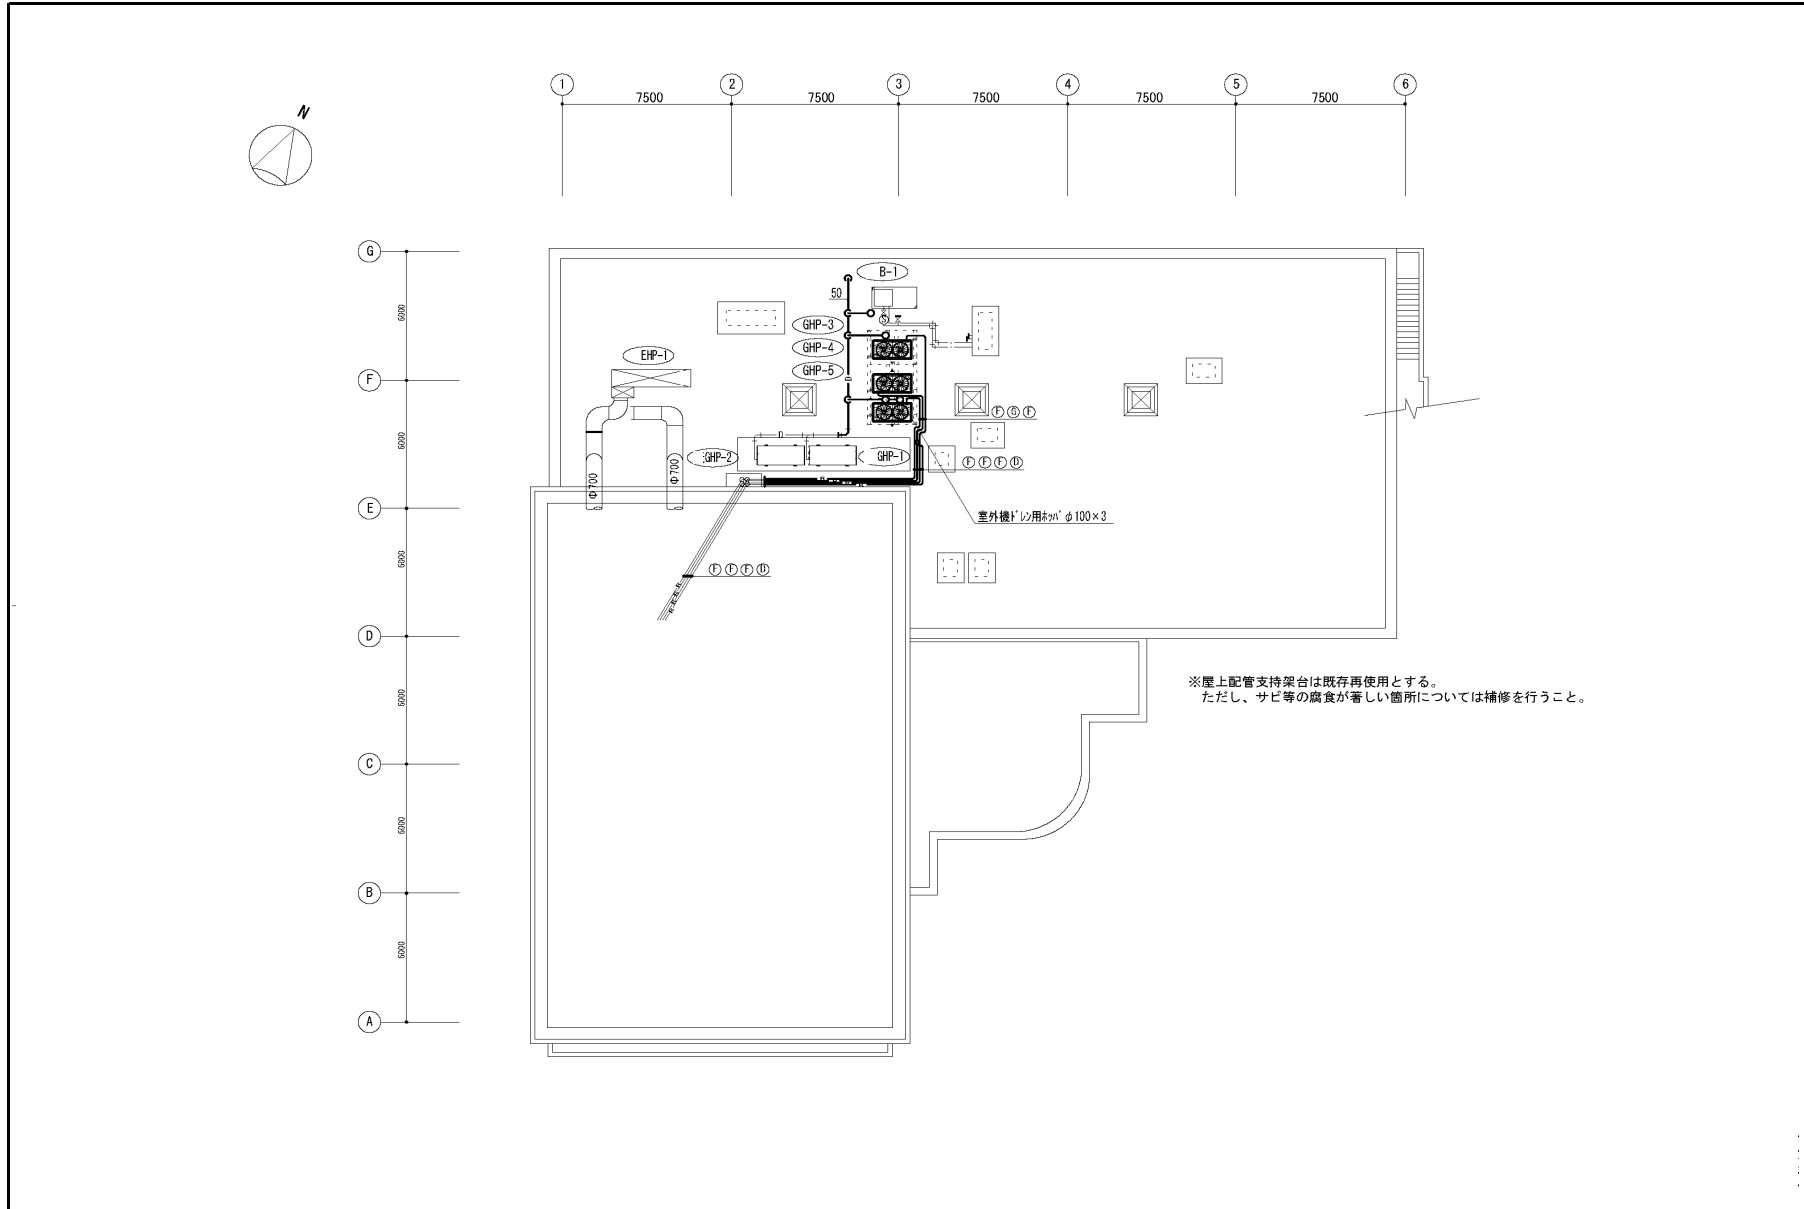 1 2 3 4 5 6
7500 7500 7500 7500 7500
N
G
6000
B-1
50
GHP-3
GHP-4
EHP-1
GHP-5
F
F G F
6000
D
GHP-2
GHP-1
F F F D
φ700
φ700
E
室外機ドレン用ホッパ φ100×3
6000
F F F D
D
※屋上配管支持架台は既存再使用とする。
ただし、サビ等の腐食が著しい箇所については補修を行うこと。
6000
C
6000
B
6000
A